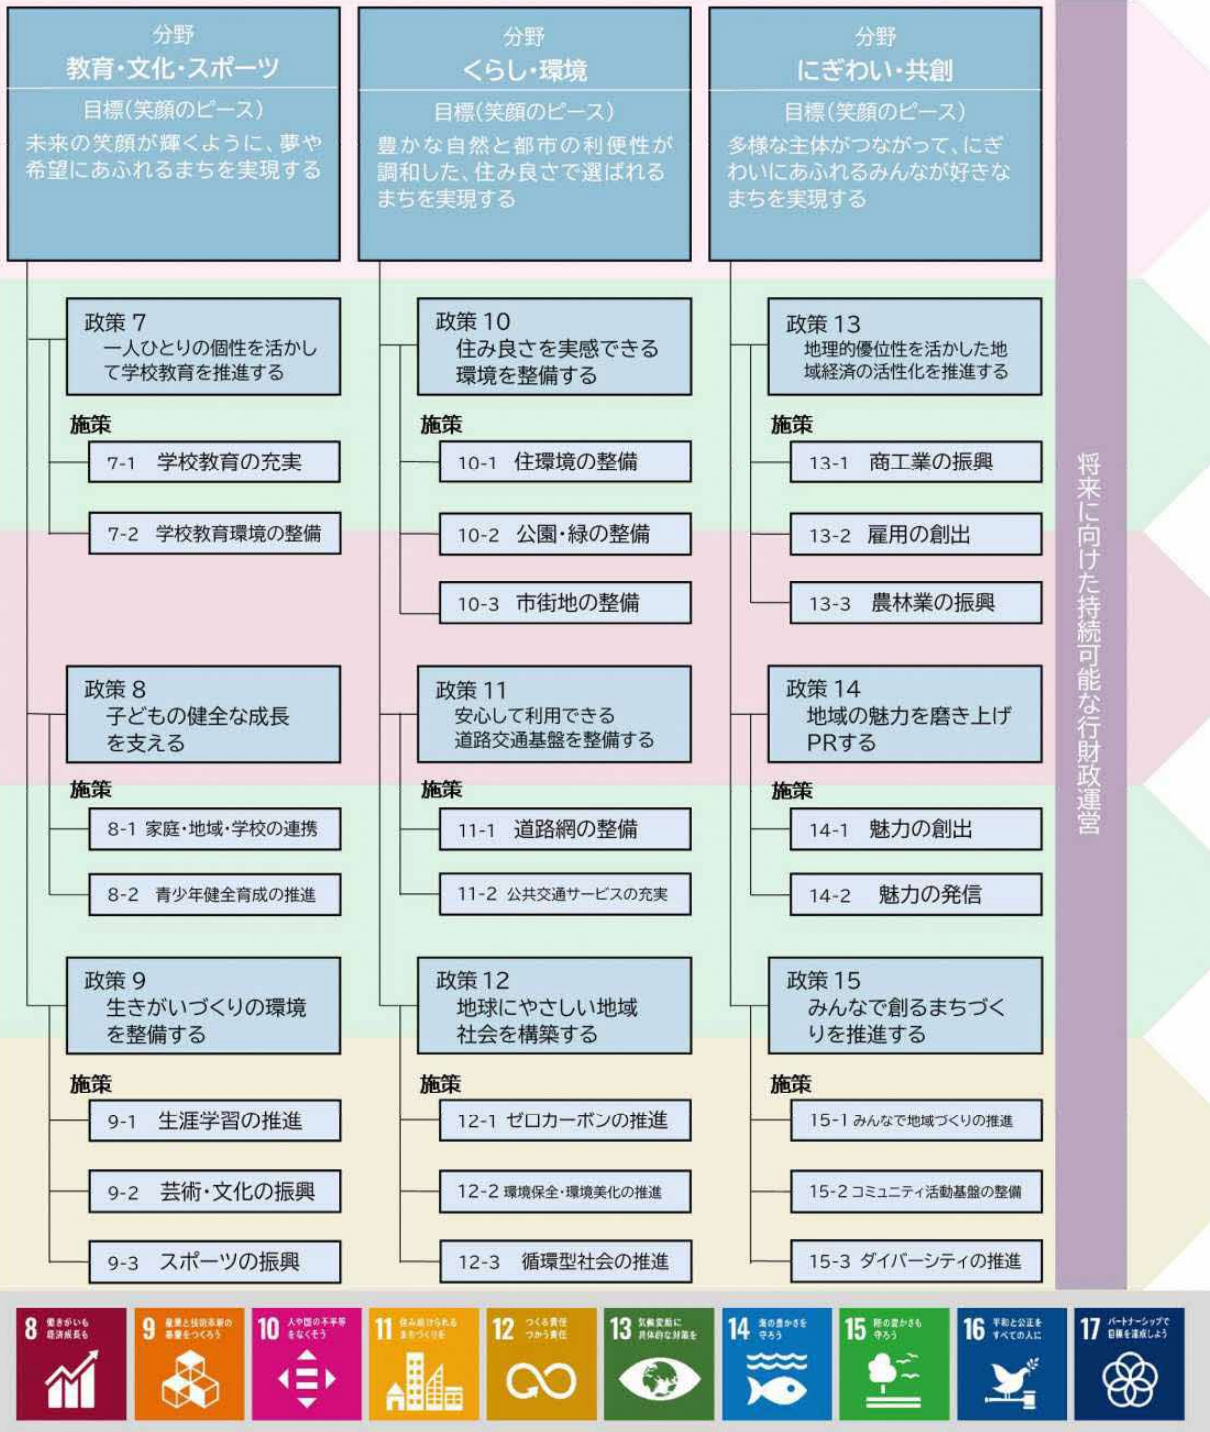 分野
教育・文化・スポーツ
目標(笑顔のピース)
未来の笑顔が輝くように、夢や
希望にあふれるまちを実現する
政策 7
一人ひとりの個性を活かし
て学校教育を推進する
施策
7-1 学校教育の充実
7-2 学校教育環境の整備
政策 8
子どもの健全な成長
を支える
施策
8-1 家庭・地域・学校の連携
8-2 青少年健全育成の推進
政策 9
生きがいづくりの環境
を整備する
施策
9-1 生涯学習の推進
9-2 芸術・文化の振興
9-3 スポーツの振興
分野
くらし・環境
目標(笑顔のピース)
豊かな自然と都市の利便性が
調和した、住み良さで選ばれる
まちを実現する
政策 10
住み良さを実感できる
環境を整備する
施策
10-1 住環境の整備
10-2 公園・緑の整備
10-3 市街地の整備
政策 11
安心して利用できる
道路交通基盤を整備する
施策
11-1 道路網の整備
11-2 公共交通サービスの充実
政策 12
地球にやさしい地域
社会を構築する
施策
12-1 ゼロカーボンの推進
12-2 環境保全・環境美化の推進
12-3 循環型社会の推進
分野
にぎわい・共創
目標(笑顔のピース)
多様な主体がつながって、にぎ
わいにあふれるみんなが好きな
まちを実現する
政策 13
地理的優位性を活かした地
域経済の活性化を推進する
施策
13-1 商工業の振興
13-2 雇用の創出
13-3 農林業の振興
政策 14
地域の魅力を磨き上げ
PRする
施策
14-1 魅力の創出
14-2 魅力の発信
政策 15
みんなで創るまちづく
りを推進する
施策
15-1 みんなで地域づくりの推進
15-2 コミュニティ活動基盤の整備
15-3 ダイバーシティの推進
将来に向けた持続可能な行財政運営
8 働きがいも
経済成長も
9 産業と技術革新の
基盤をつくろう
10 人や国の不平等
をなくそう
11 住み続けられる
まちづくりを
12 つくる責任
つかう責任
13 気候変動に
具体的な対策を
14 海の豊かさを
守ろう
15 陸の豊かさも
守ろう
16 平和と公正を
すべての人に
17 パートナーシップで
目標を達成しよう